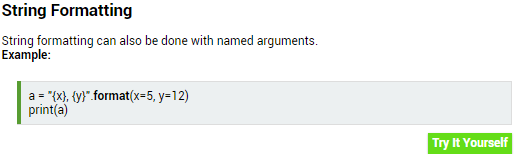 String Formatting
String formatting can also be done with named arguments.
Example:
a = "{x}, {y}".format(x=5, y=12)
print(a)
Try It Yourself